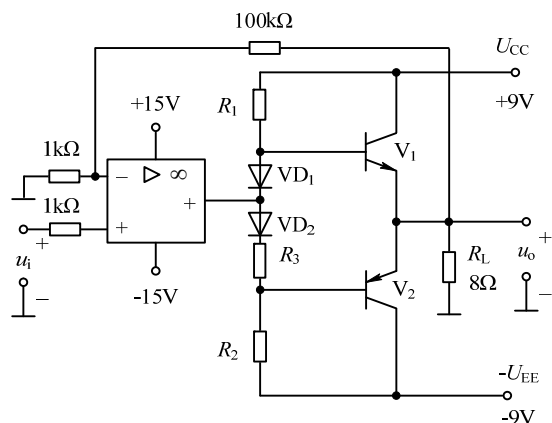 100kΩ
U_CC
+9V
R_1
+15V
V_1
1kΩ
− ▷ ∞
VD_1
+
1kΩ
+
VD_2
+
u_i
−
-15V
R_3
V_2
R_L
8Ω
+
u_o
−
R_2
-U_EE
-9V